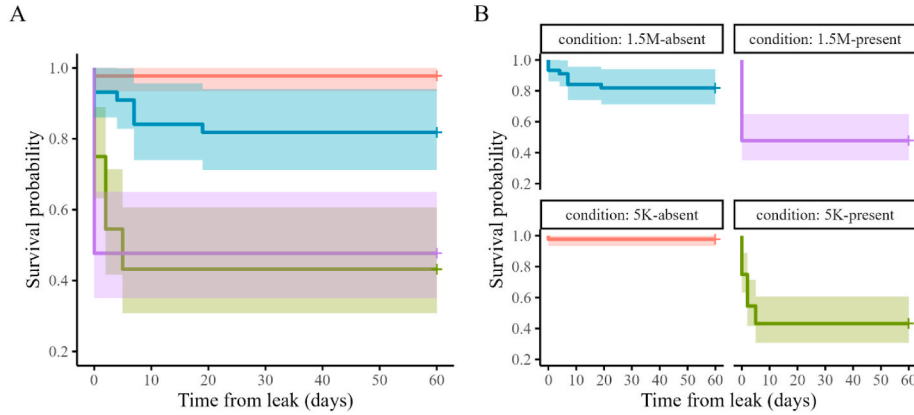 A
B
1.0
0.8
0.6
0.4
0.2
Survival probability
0
10
20
30
40
50
60
Time from leak (days)
condition: 1.5M-absent
condition: 1.5M-present
1.0
0.8
0.6
0.4
0.2
condition: 5K-absent
condition: 5K-present
1.0
0.8
0.6
0.4
0.2
Survival probability
0 10 20 30 40 50 60
0 10 20 30 40 50 60
Time from leak (days)